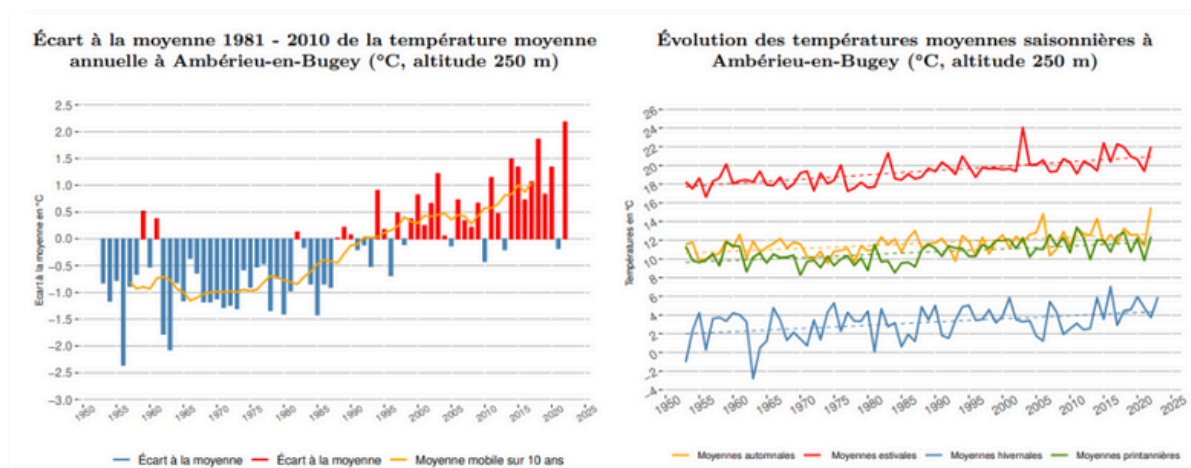 Écart à la moyenne 1981 - 2010 de la température moyenne
annuelle à Ambérieu-en-Bugey (°C, altitude 250 m)
2.5
2.0
1.5
1.0
0.5
0.0
−0.5
−1.0
−1.5
−2.0
−2.5
−3.0
Ecart à la moyenne en °C
1950 1955 1960 1965 1970 1975 1980 1985 1990 1995 2000 2005 2010 2015 2020 2025
Écart à la moyenne Écart à la moyenne Moyenne mobile sur 10 ans
Évolution des températures moyennes saisonnières à
Ambérieu-en-Bugey (°C, altitude 250 m)
26
24
22
20
18
16
14
12
10
8
6
4
2
0
−2
−4
Températures en °C
1950 1955 1960 1965 1970 1975 1980 1985 1990 1995 2000 2005 2010 2015 2020 2025
Moyennes automnales Moyennes estivales Moyennes hivernales Moyennes printannières